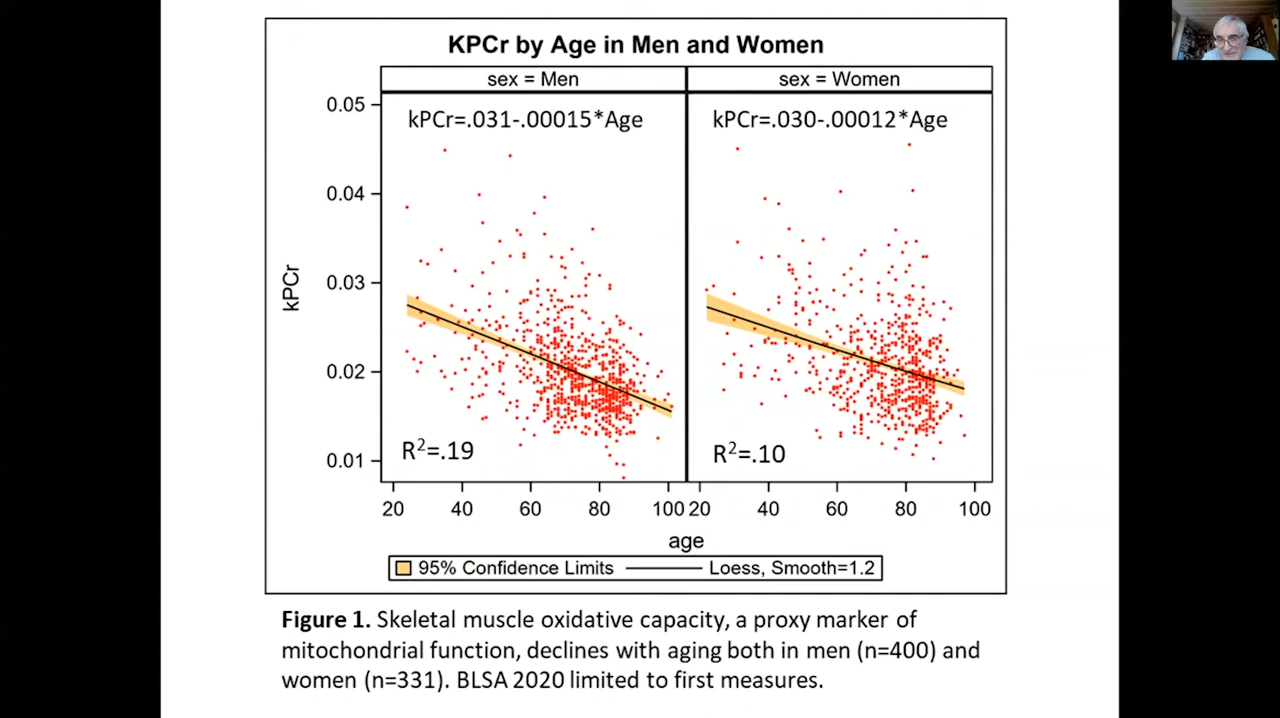 KPCr by Age in Men and Women
sex = Men
sex = Women
kPCr=.031-.00015*Age
kPCr=.030-.00012*Age
0.05
0.04
0.03
0.02
0.01
kPCr
R²=.19
R²=.10
20 40 60 80 100 20 40 60 80 100
age
95% Confidence Limits
Loess, Smooth=1.2
Figure 1. Skeletal muscle oxidative capacity, a proxy marker of
mitochondrial function, declines with aging both in men (n=400) and
women (n=331). BLSA 2020 limited to first measures.